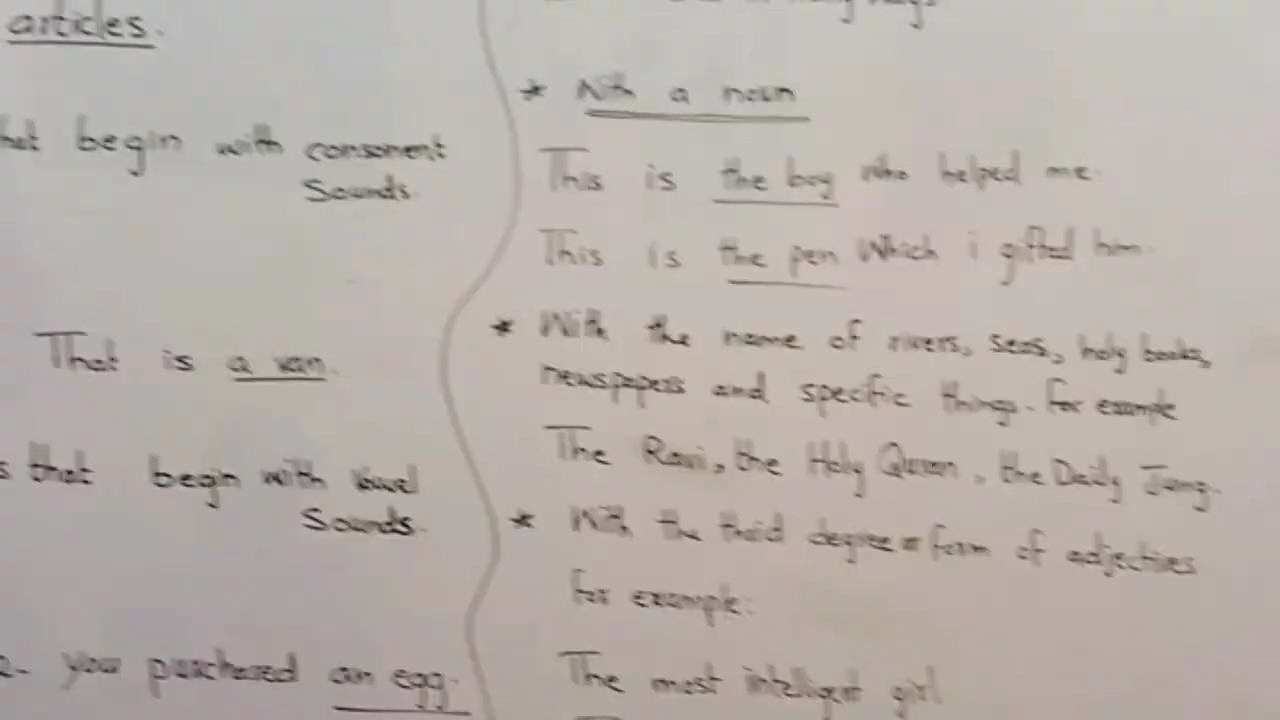 articles.
that begin with consonent
Sounds.
That is a van.
s that begin with vowel
Sounds.
2- you purchased an egg.
* With a noun
This is the boy who helped me.
This is the pen Which i gifted him.
* With the name of rivers, seas, holy books,
newspapers and specific things. For example
The Ravi, the Holy Quran, the Daily Jang.
* With the third degree form of adjectives
for example:
The most intelligent girl